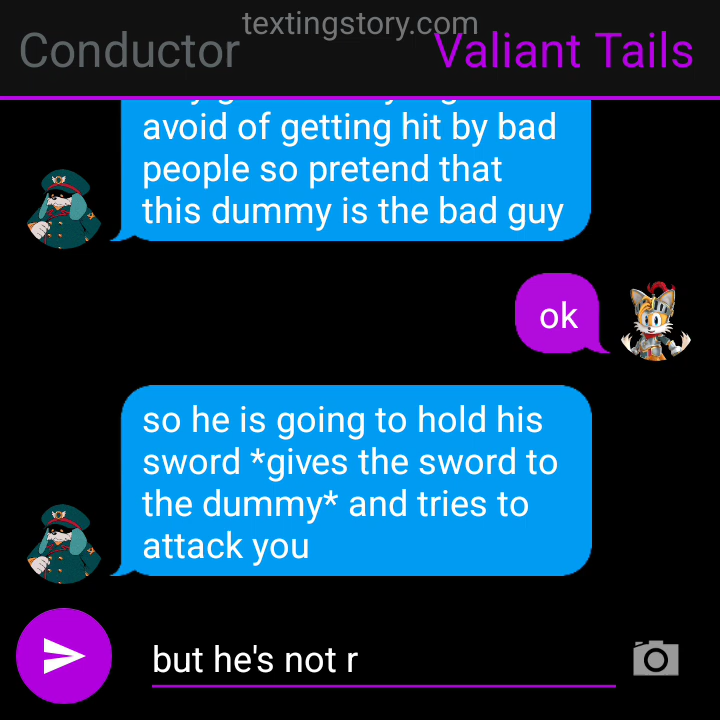 textingstory.com
Conductor
Valiant Tails
avoid of getting hit by bad
people so pretend that
this dummy is the bad guy
ok
so he is going to hold his
sword *gives the sword to
the dummy* and tries to
attack you
but he's not r